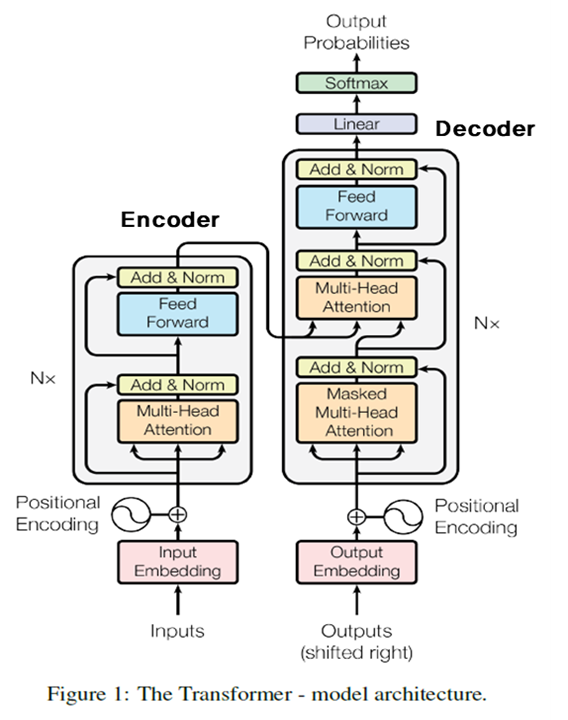 Output
Probabilities
Softmax
Linear
Decoder
Add & Norm
Feed
Forward
Add & Norm
Multi-Head
Attention
Nx
Add & Norm
Masked
Multi-Head
Attention
Positional
Encoding
Output
Embedding
Outputs
(shifted right)
Encoder
Add & Norm
Feed
Forward
Nx
Add & Norm
Multi-Head
Attention
Positional
Encoding
Input
Embedding
Inputs
Figure 1: The Transformer - model architecture.